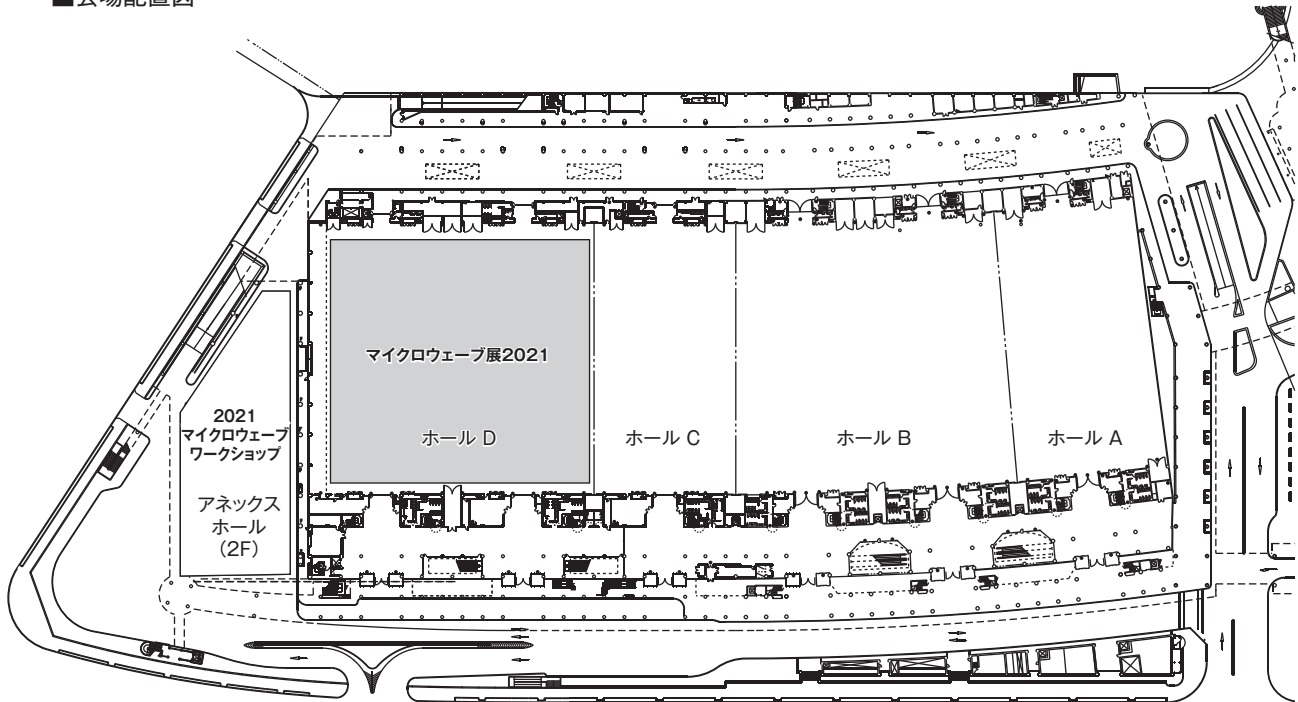 ■会場配置図
マイクロウェーブ展2021
ホール D
ホール C
ホール B
ホール A
2021
マイクロウェーブ
ワークショップ
アネックス
ホール
（2F）